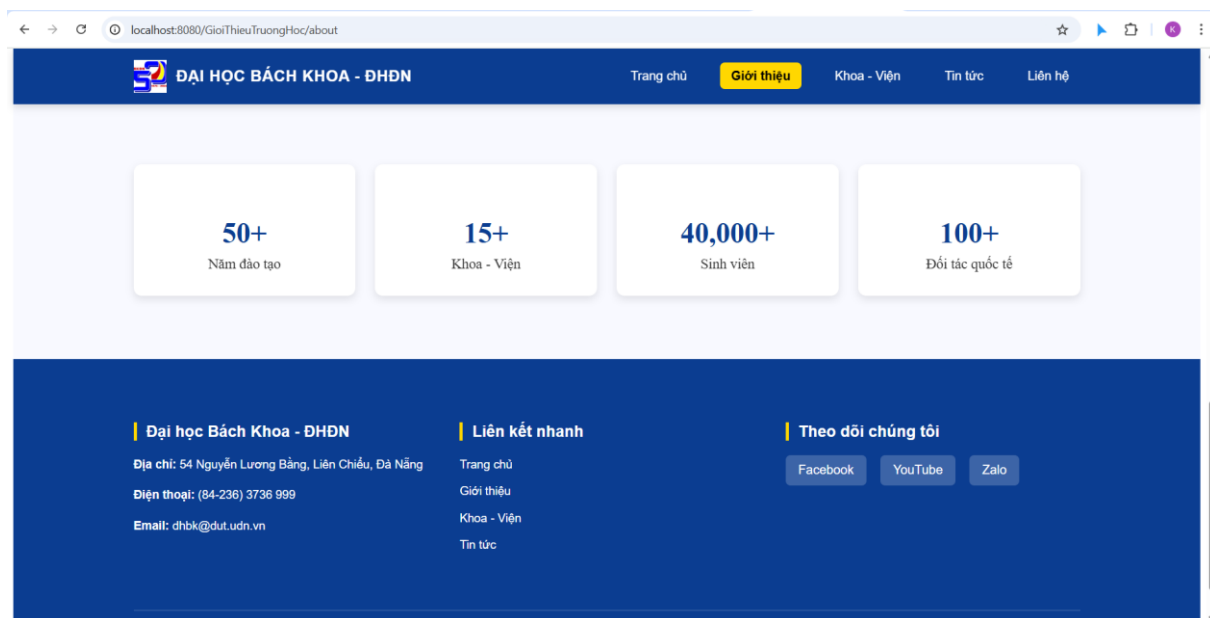 localhost:8080/GioiThieuTruongHoc/about
K
ĐẠI HỌC BÁCH KHOA - ĐHĐN
Trang chủ
Giới thiệu
Khoa - Viện
Tin tức
Liên hệ
50+
Năm đào tạo
15+
Khoa - Viện
40,000+
Sinh viên
100+
Đối tác quốc tế
Đại học Bách Khoa - ĐHĐN
Địa chỉ: 54 Nguyễn Lương Bằng, Liên Chiểu, Đà Nẵng
Điện thoại: (84-236) 3736 999
Email: dhbk@dut.udn.vn
Liên kết nhanh
Trang chủ
Giới thiệu
Khoa - Viện
Tin tức
Theo dõi chúng tôi
Facebook
YouTube
Zalo